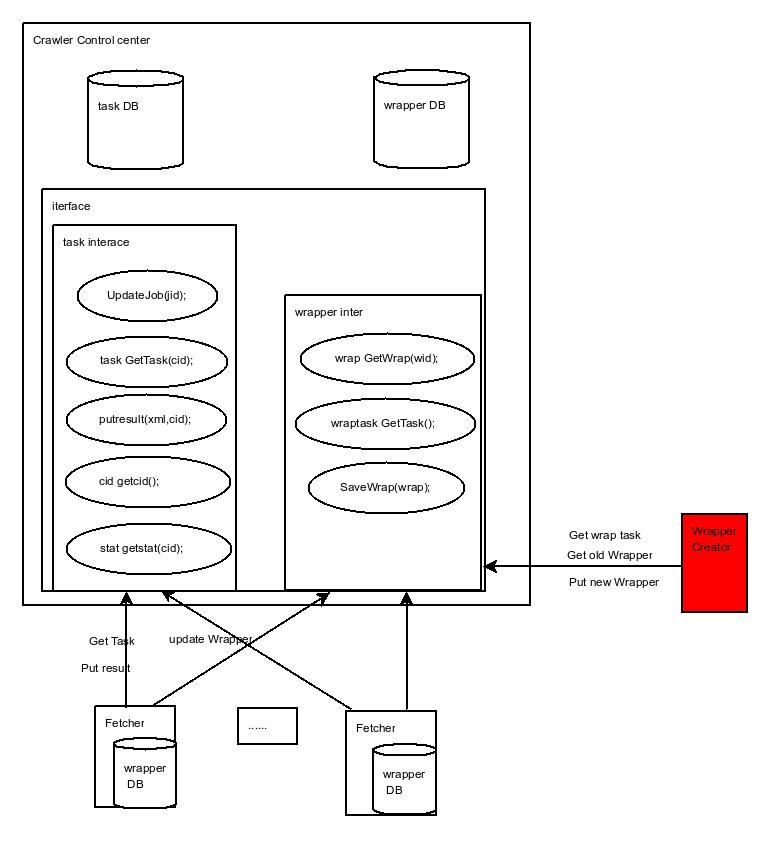 Crawler Control center
task DB
wrapper DB
iterface
task interace
UpdateJob(jid);
task GetTask(cid);
putresult(xml,cid);
cid getcid();
stat getstat(cid);
wrapper inter
wrap GetWrap(wid);
wraptask GetTask();
SaveWrap(wrap);
Get wrap task
Get old Wrapper
Put new Wrapper
Wrapper
Creator
Get Task
Put result
update Wrapper
Fetcher
wrapper
DB
......
Fetcher
wrapper
DB